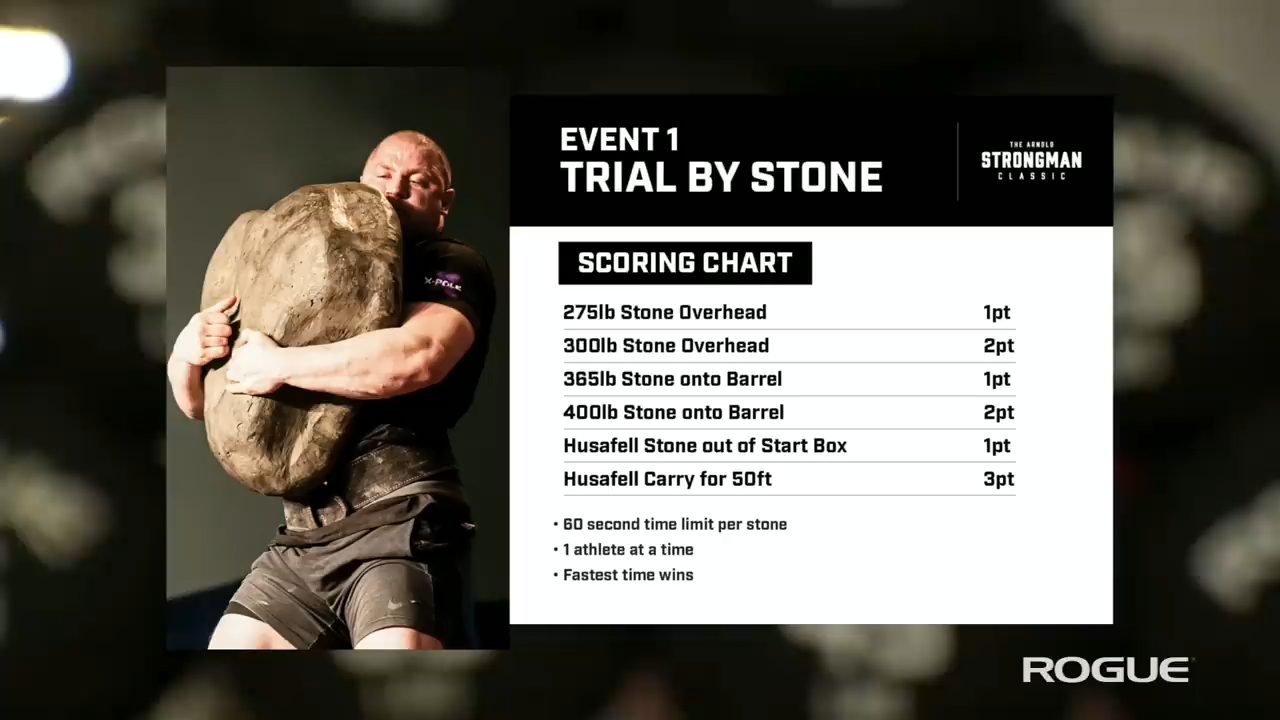 EVENT 1
TRIAL BY STONE
THE ARNOLD
STRONGMAN
CLASSIC
SCORING CHART
275lb Stone Overhead 1pt
300lb Stone Overhead 2pt
365lb Stone onto Barrel 1pt
400lb Stone onto Barrel 2pt
Husafell Stone out of Start Box 1pt
Husafell Carry for 50ft 3pt
• 60 second time limit per stone
• 1 athlete at a time
• Fastest time wins
X-POLE
ROGUE